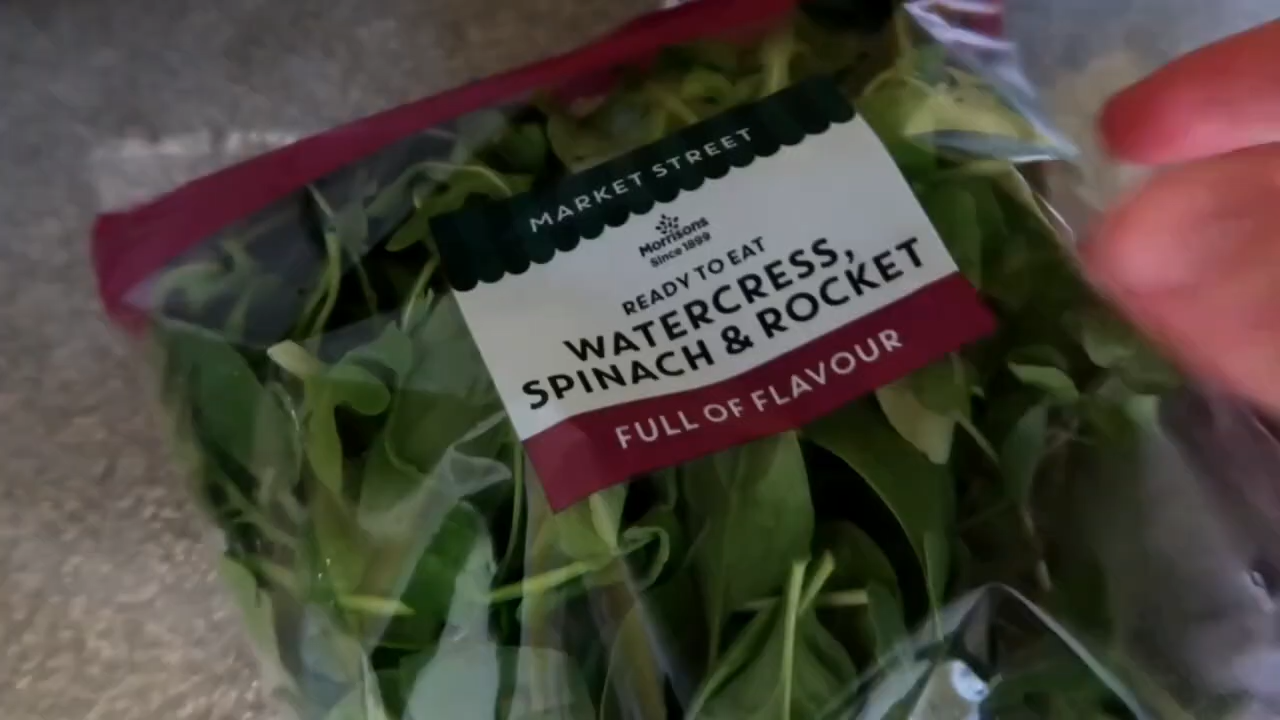 MARKET STREET
Morrisons
Since 1899
READY TO EAT
WATERCRESS,
SPINACH & ROCKET
FULL OF FLAVOUR